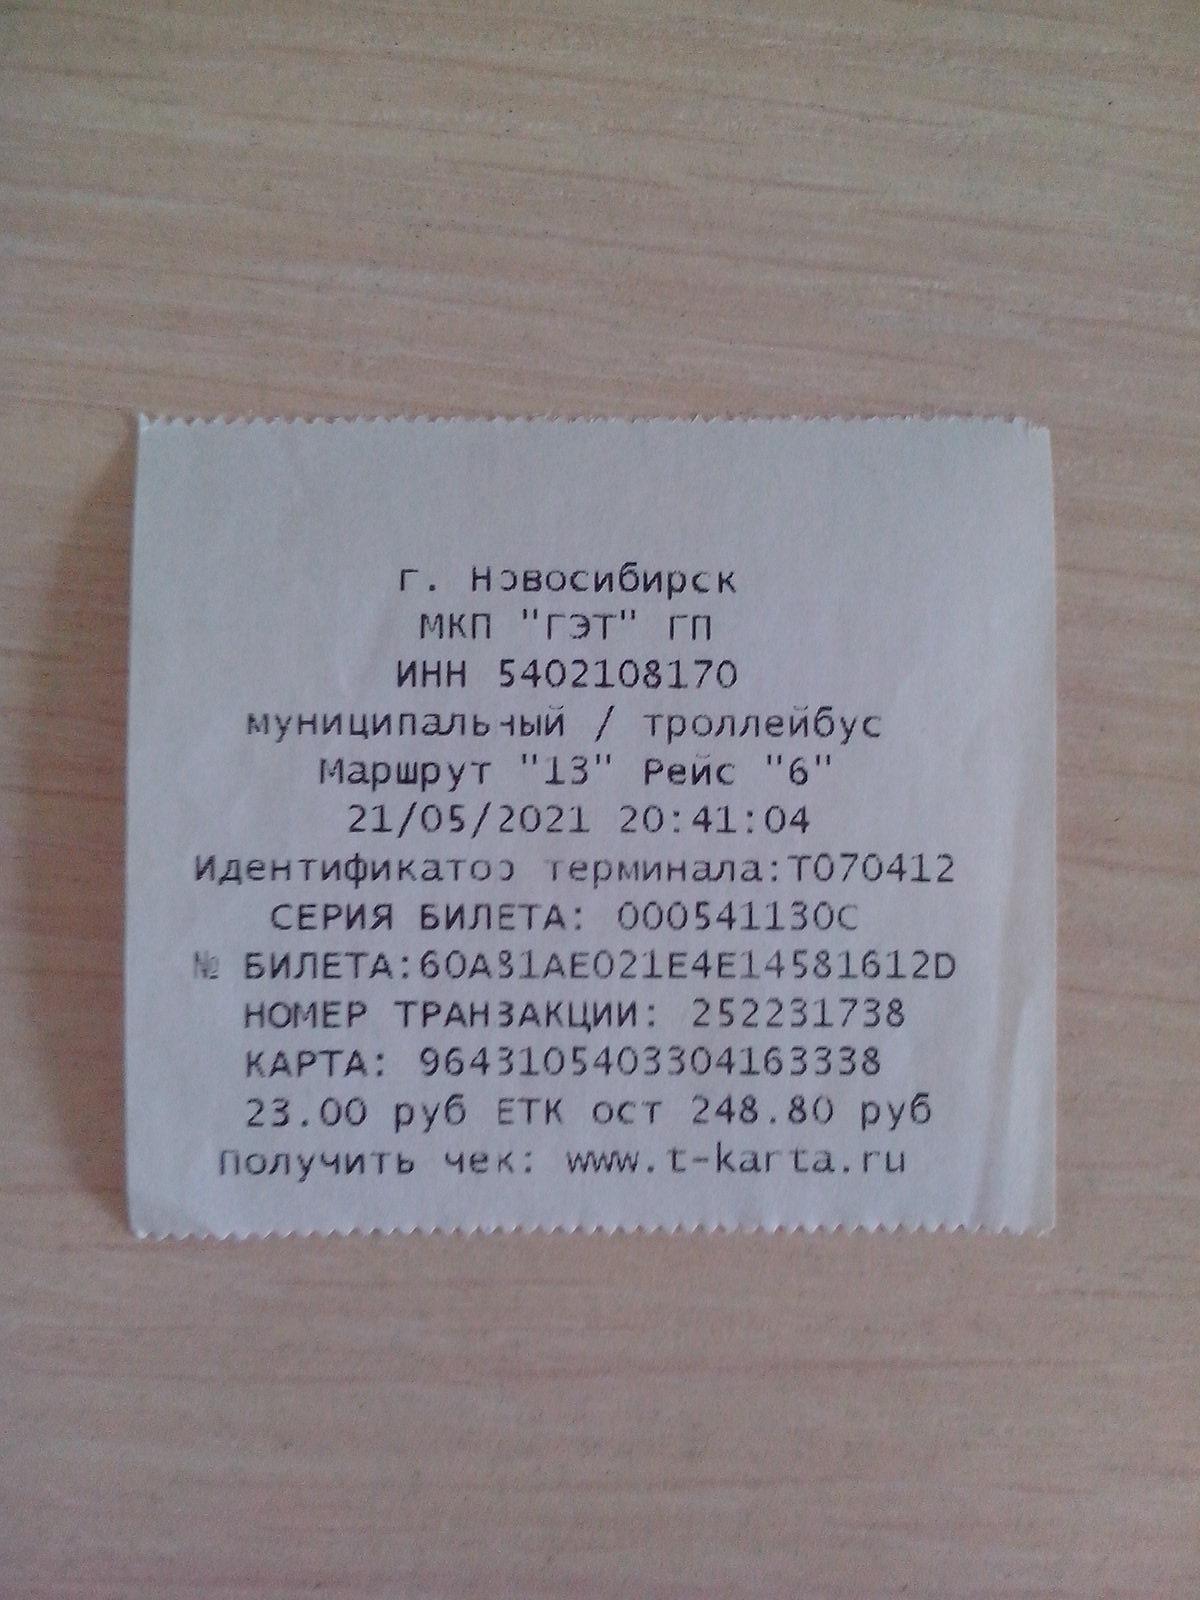 г. Новосибирск
МКП "ГЭТ" ГП
ИНН 5402108170
муниципальный / троллейбус
Маршрут "13" Рейс "6"
21/05/2021 20:41:04
Идентификатор терминала:Т070412
СЕРИЯ БИЛЕТА: 000541130C
№ БИЛЕТА:60A81AE021E4E14581612D
НОМЕР ТРАНЗАКЦИИ: 252231738
КАРТА: 9643105403304163338
23.00 руб ЕТК ост 248.80 руб
Получить чек: www.t-karta.ru